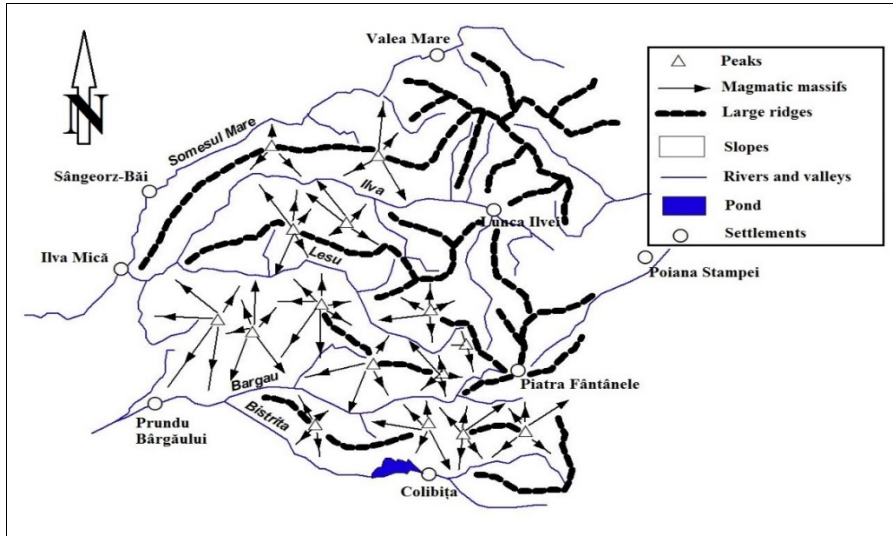 Valea Mare
N
Peaks
Magmatic massifs
Large ridges
Slopes
Rivers and valleys
Pond
Settlements
Somesul Mare
Sângeorz-Băi
Ilva
Lunca Ilvei
Ilva Mică
Lesu
Poiana Stampei
Bargau
Piatra Fântânele
Prundu
Bârgăului
Bistrita
Colibița